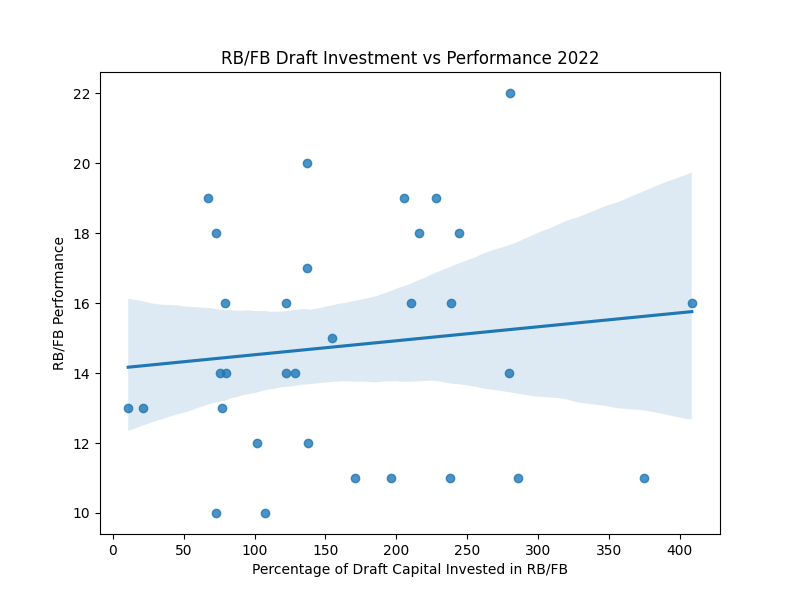 RB/FB Draft Investment vs Performance 2022
22
20
18
16
14
12
10
RB/FB Performance
0 50 100 150 200 250 300 350 400
Percentage of Draft Capital Invested in RB/FB